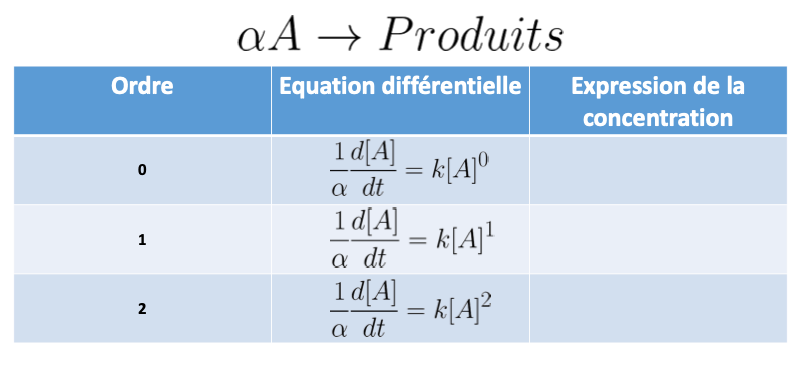 αA → Produits
Ordre Equation différentielle Expression de la concentration
0 1/α d[A]/dt = k[A]⁰
1 1/α d[A]/dt = k[A]¹
2 1/α d[A]/dt = k[A]²